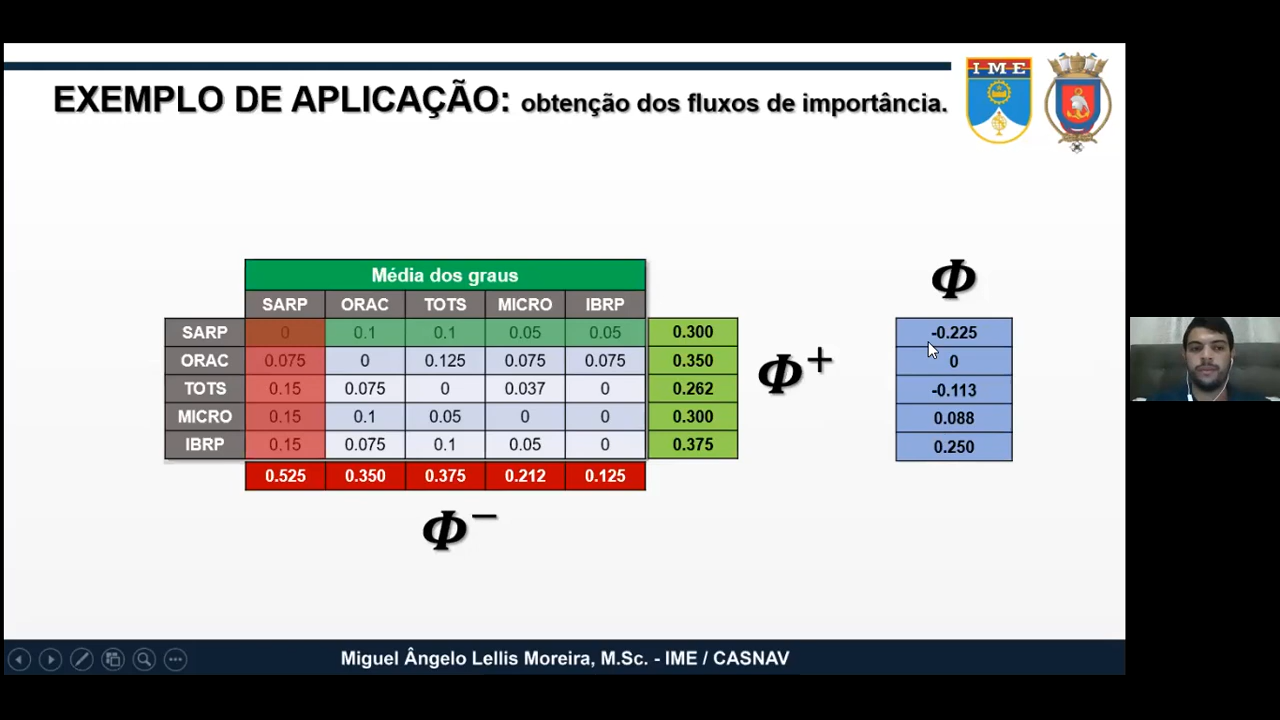 EXEMPLO DE APLICAÇÃO: obtenção dos fluxos de importância.
IME
Média dos graus
SARP ORAC TOTS MICRO IBRP
SARP 0 0.1 0.1 0.05 0.05 0.300
ORAC 0.075 0 0.125 0.075 0.075 0.350
TOTS 0.15 0.075 0 0.037 0 0.262
MICRO 0.15 0.1 0.05 0 0 0.300
IBRP 0.15 0.075 0.1 0.05 0 0.375
0.525 0.350 0.375 0.212 0.125
Φ+
Φ−
Φ
-0.225
0
-0.113
0.088
0.250
Miguel Ângelo Lellis Moreira, M.Sc. - IME / CASNAV